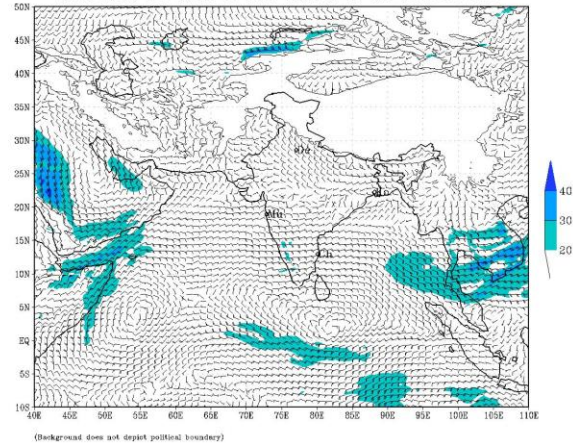 50N
45N
40N
35N
30N
25N
20N
15N
10N
5N
EQ
5S
10S
40E 45E 50E 55E 60E 65E 70E 75E 80E 85E 90E 95E 100E 105E 110E
40
30
20
De
Ko
Mu
Ch
(Background does not depict political boundary)